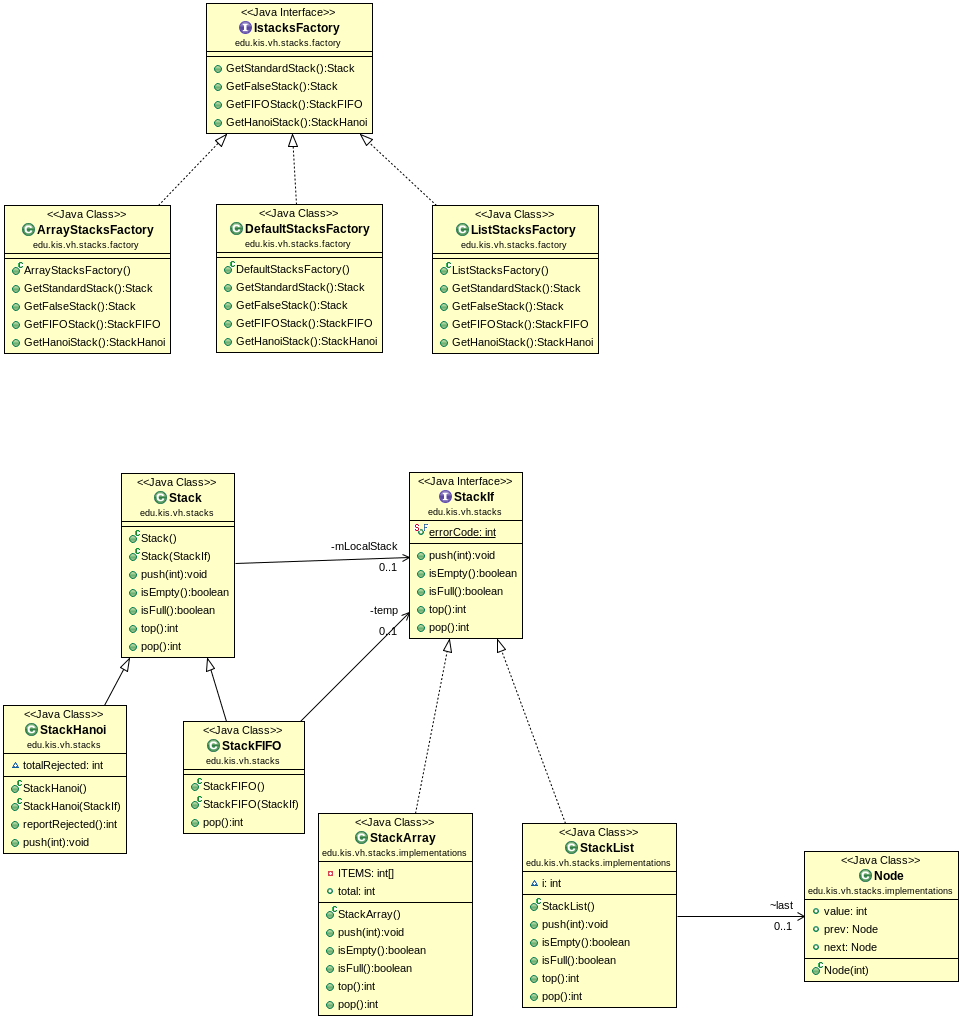 <<Java Interface>>
IstacksFactory
edu.kis.vh.stacks.factory
GetStandardStack():Stack
GetFalseStack():Stack
GetFIFOStack():StackFIFO
GetHanoiStack():StackHanoi
<<Java Class>>
ArrayStacksFactory
edu.kis.vh.stacks.factory
ArrayStacksFactory()
GetStandardStack():Stack
GetFalseStack():Stack
GetFIFOStack():StackFIFO
GetHanoiStack():StackHanoi
<<Java Class>>
DefaultStacksFactory
edu.kis.vh.stacks.factory
DefaultStacksFactory()
GetStandardStack():Stack
GetFalseStack():Stack
GetFIFOStack():StackFIFO
GetHanoiStack():StackHanoi
<<Java Class>>
ListStacksFactory
edu.kis.vh.stacks.factory
ListStacksFactory()
GetStandardStack():Stack
GetFalseStack():Stack
GetFIFOStack():StackFIFO
GetHanoiStack():StackHanoi
<<Java Class>>
Stack
edu.kis.vh.stacks
Stack()
Stack(StackIf)
push(int):void
isEmpty():boolean
isFull():boolean
top():int
pop():int
-mLocalStack
0..1
<<Java Interface>>
StackIf
edu.kis.vh.stacks
errorCode: int
push(int):void
isEmpty():boolean
isFull():boolean
top():int
pop():int
-temp
0..1
<<Java Class>>
StackHanoi
edu.kis.vh.stacks
totalRejected: int
StackHanoi()
StackHanoi(StackIf)
reportRejected():int
push(int):void
<<Java Class>>
StackFIFO
edu.kis.vh.stacks
StackFIFO()
StackFIFO(StackIf)
pop():int
<<Java Class>>
StackArray
edu.kis.vh.stacks.implementations
ITEMS: int[]
total: int
StackArray()
push(int):void
isEmpty():boolean
isFull():boolean
top():int
pop():int
<<Java Class>>
StackList
edu.kis.vh.stacks.implementations
i: int
StackList()
push(int):void
isEmpty():boolean
isFull():boolean
top():int
pop():int
~last
0..1
<<Java Class>>
Node
edu.kis.vh.stacks.implementations
value: int
prev: Node
next: Node
Node(int)